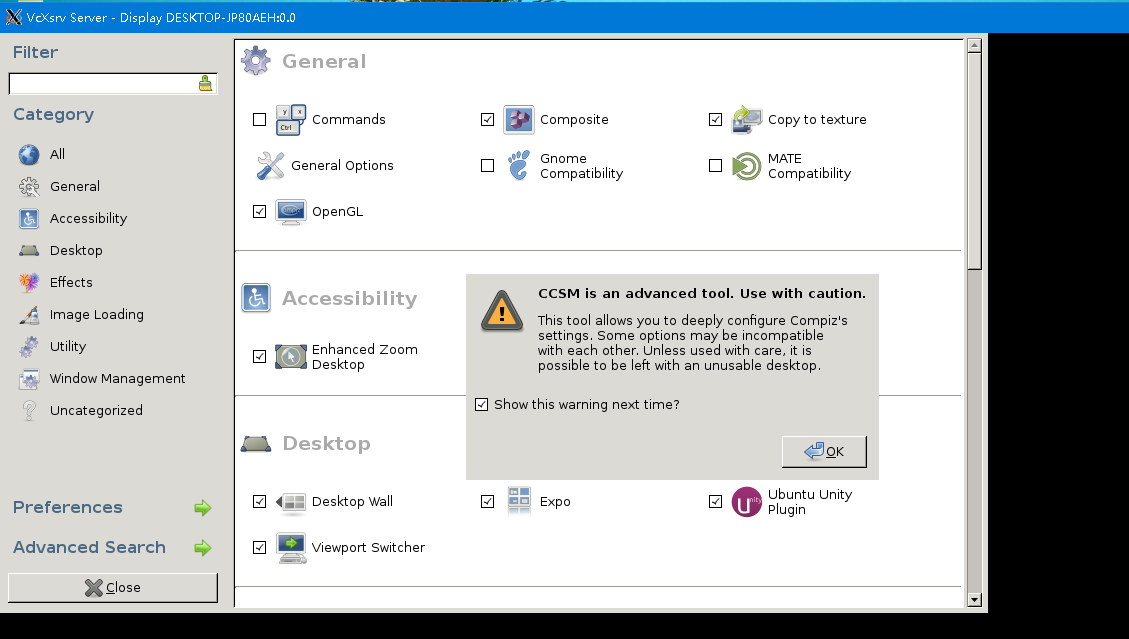 VcXsrv Server - Display DESKTOP-JP80AEH:0.0
Filter
Category
All
General
Accessibility
Desktop
Effects
Image Loading
Utility
Window Management
Uncategorized
Preferences
Advanced Search
Close
General
Commands
Composite
Copy to texture
General Options
Gnome
Compatibility
MATE
Compatibility
OpenGL
Accessibility
Enhanced Zoom
Desktop
Desktop
Desktop Wall
Expo
Ubuntu Unity
Plugin
Viewport Switcher
CCSM is an advanced tool. Use with caution.
This tool allows you to deeply configure Compiz's
settings. Some options may be incompatible
with each other. Unless used with care, it is
possible to be left with an unusable desktop.
Show this warning next time?
OK
y
x
Ctrl